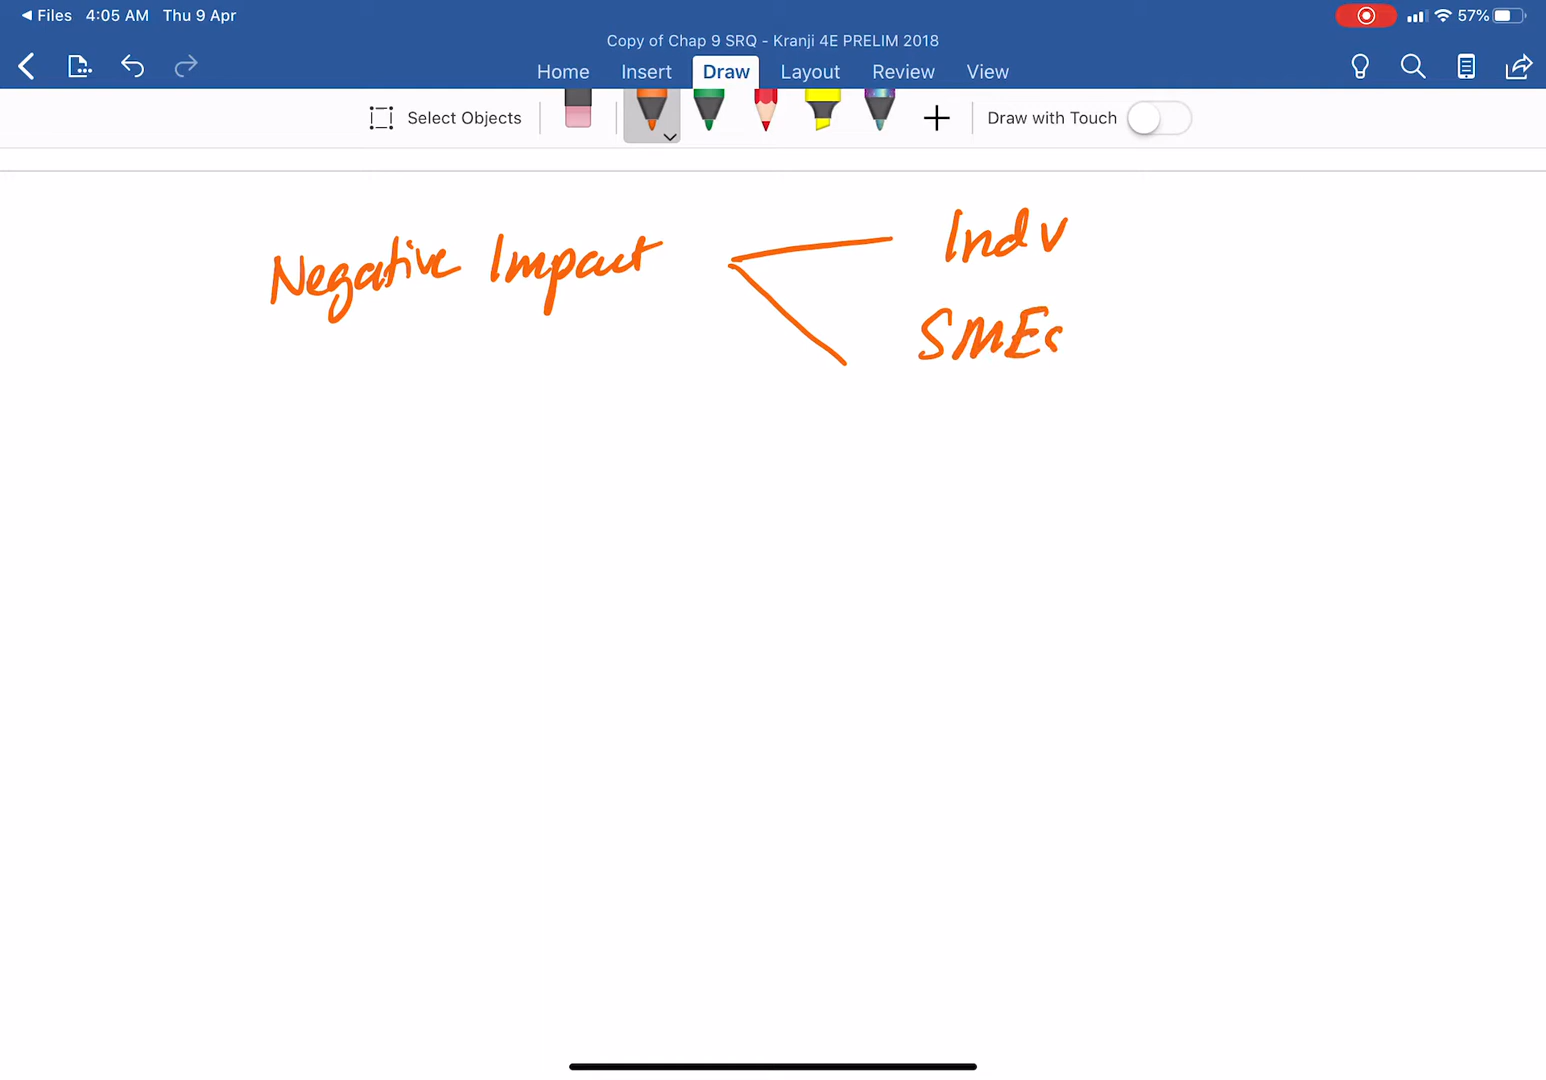 Files 4:05 AM Thu 9 Apr 57%
Copy of Chap 9 SRQ - Kranji 4E PRELIM 2018
Home Insert Draw Layout Review View
Select Objects Draw with Touch
Negative Impact
Indv
SMEs